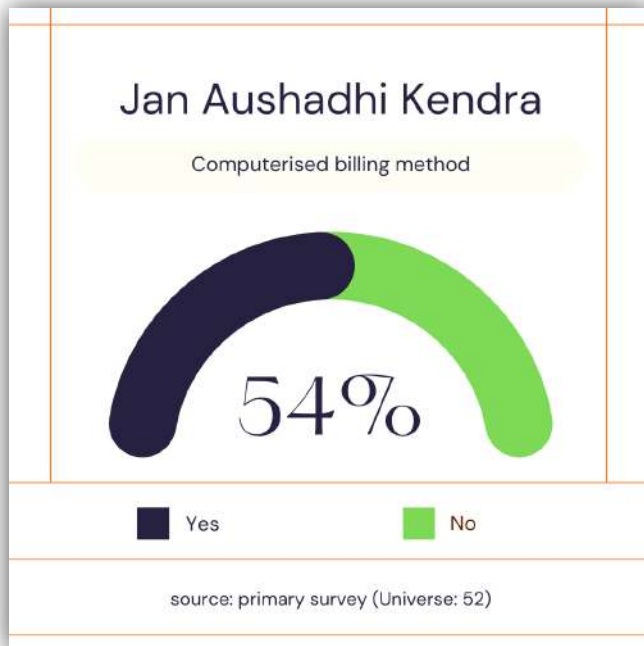 Jan Aushadhi Kendra
Computerised billing method
54%
Yes
No
source: primary survey (Universe: 52)